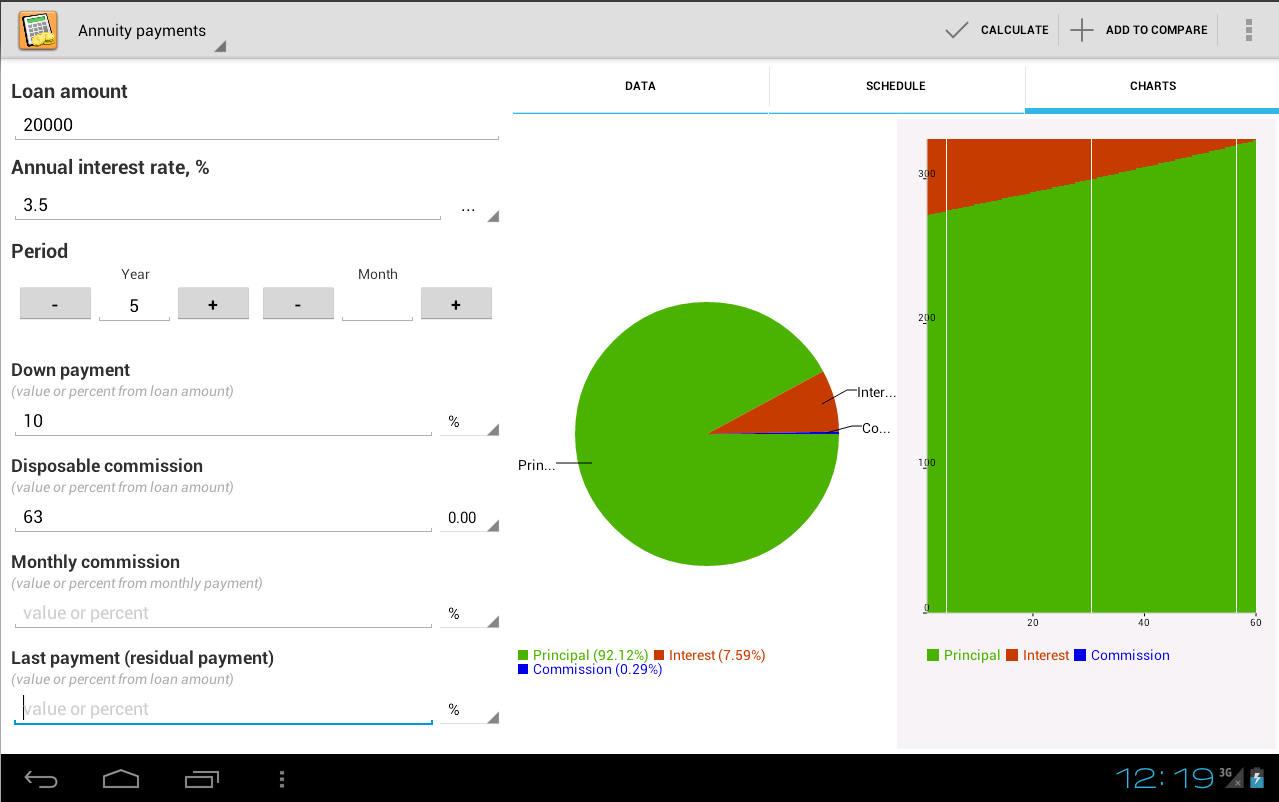 Annuity payments
CALCULATE
ADD TO COMPARE
Loan amount
20000
Annual interest rate, %
3.5
...
Period
Year
Month
-
5
+
-
+
Down payment
(value or percent from loan amount)
10
%
Disposable commission
(value or percent from loan amount)
63
0.00
Monthly commission
(value or percent from monthly payment)
value or percent
%
Last payment (residual payment)
(value or percent from loan amount)
value or percent
%
DATA
SCHEDULE
CHARTS
Inter...
Co...
Prin...
Principal (92.12%) Interest (7.59%)
Commission (0.29%)
300
200
100
0
20
40
60
Principal Interest Commission
12:19
3G